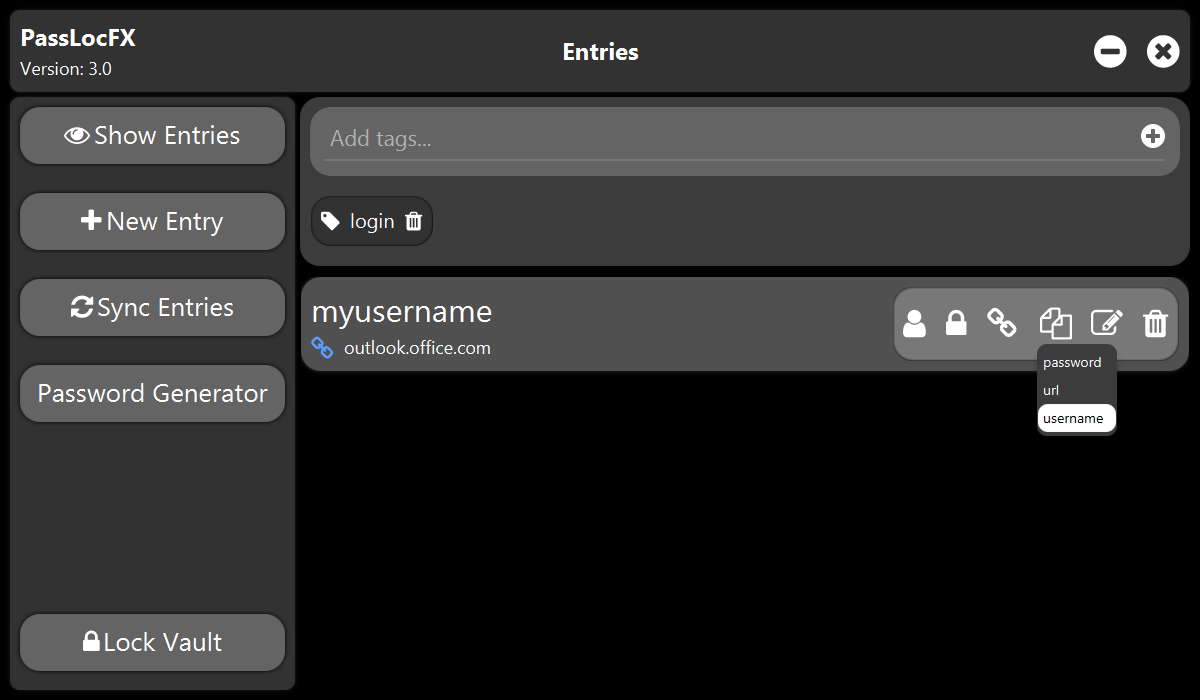 PassLocFX
Version: 3.0
Entries
Show Entries
New Entry
Sync Entries
Password Generator
Lock Vault
Add tags...
login
myusername
outlook.office.com
password
url
username